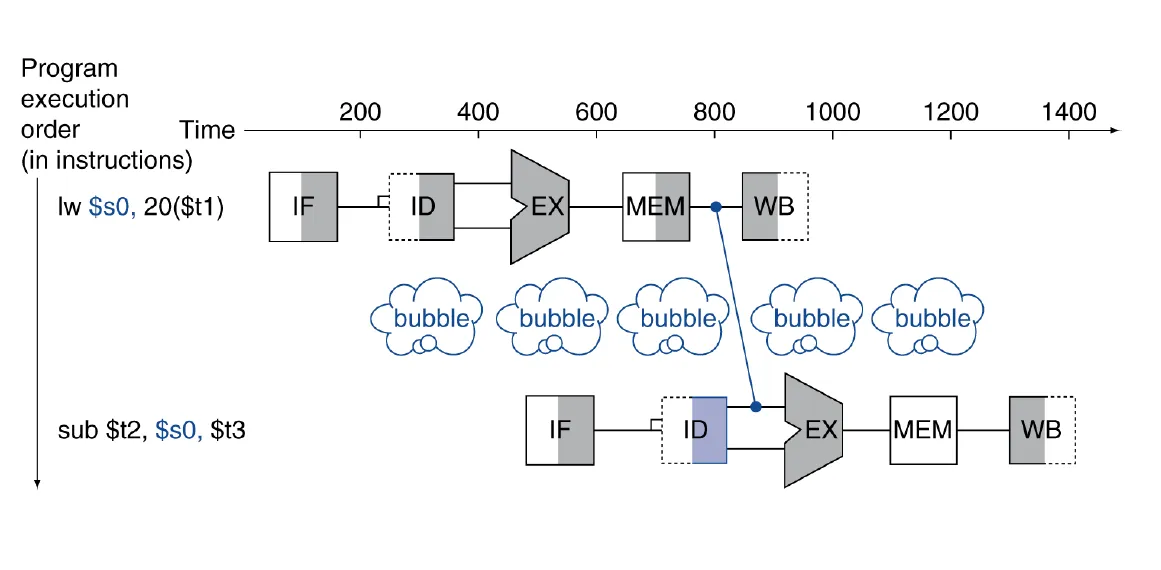 Program
execution
order
(in instructions)
Time
200 400 600 800 1000 1200 1400
lw $s0, 20($t1)
IF ID EX MEM WB
bubble bubble bubble bubble bubble
sub $t2, $s0, $t3
IF ID EX MEM WB